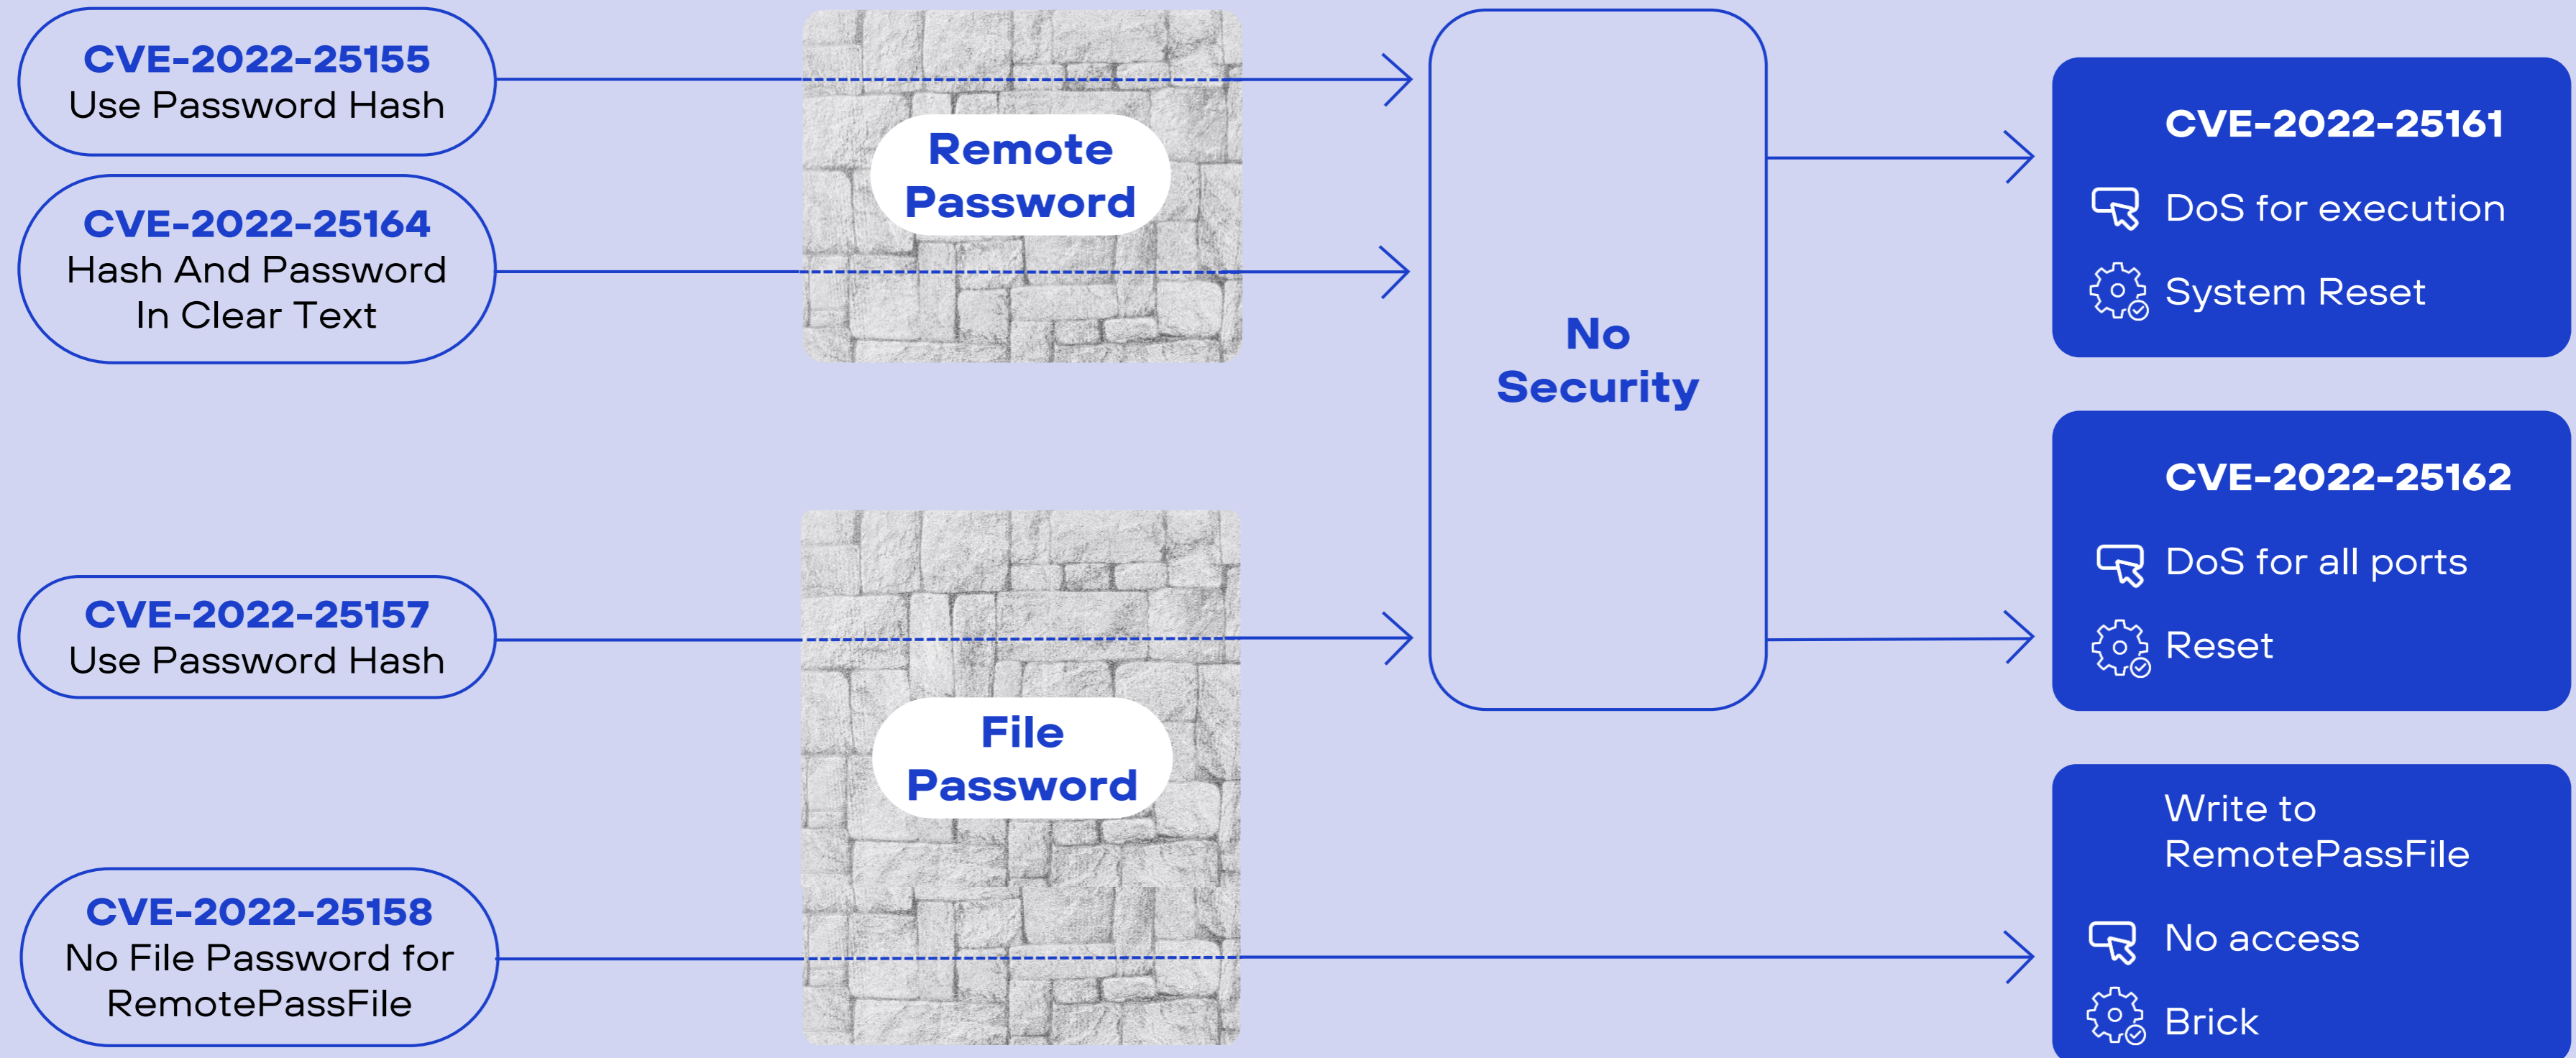 CVE-2022-25155
Use Password Hash
CVE-2022-25164
Hash And Password
In Clear Text
CVE-2022-25157
Use Password Hash
CVE-2022-25158
No File Password for
RemotePassFile
Remote
Password
File
Password
No
Security
CVE-2022-25161
DoS for execution
System Reset
CVE-2022-25162
DoS for all ports
Reset
Write to
RemotePassFile
No access
Brick